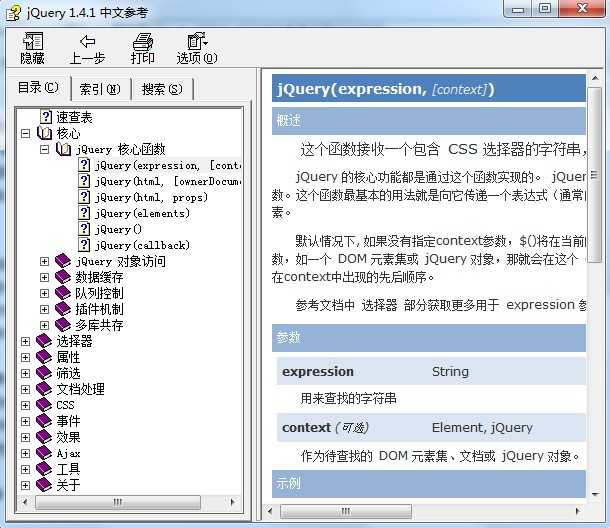 jQuery 1.4.1 中文参考
隐藏 上一步 打印 选项(O)
目录(C) 索引(N) 搜索(S)
速查表
核心
jQuery 核心函数
jQuery(expression, [conte
jQuery(html, [ownerDocume
jQuery(html, props)
jQuery(elements)
jQuery()
jQuery(callback)
jQuery 对象访问
数据缓存
队列控制
插件机制
多库共存
选择器
属性
筛选
文档处理
CSS
事件
效果
Ajax
工具
关于
jQuery(expression, [context])
概述
这个函数接收一个包含 CSS 选择器的字符串,
jQuery 的核心功能都是通过这个函数实现的。 jQuer
数。这个函数最基本的用法就是向它传递一个表达式（通常
素。
默认情况下, 如果没有指定context参数，$()将在当前的
数，如一个 DOM 元素集或 jQuery 对象，那就会在这个
在context中出现的先后顺序。
参考文档中 选择器 部分获取更多用于 expression 参
参数
expression String
用来查找的字符串
context (可选) Element, jQuery
作为待查找的 DOM 元素集、文档或 jQuery 对象。
示例